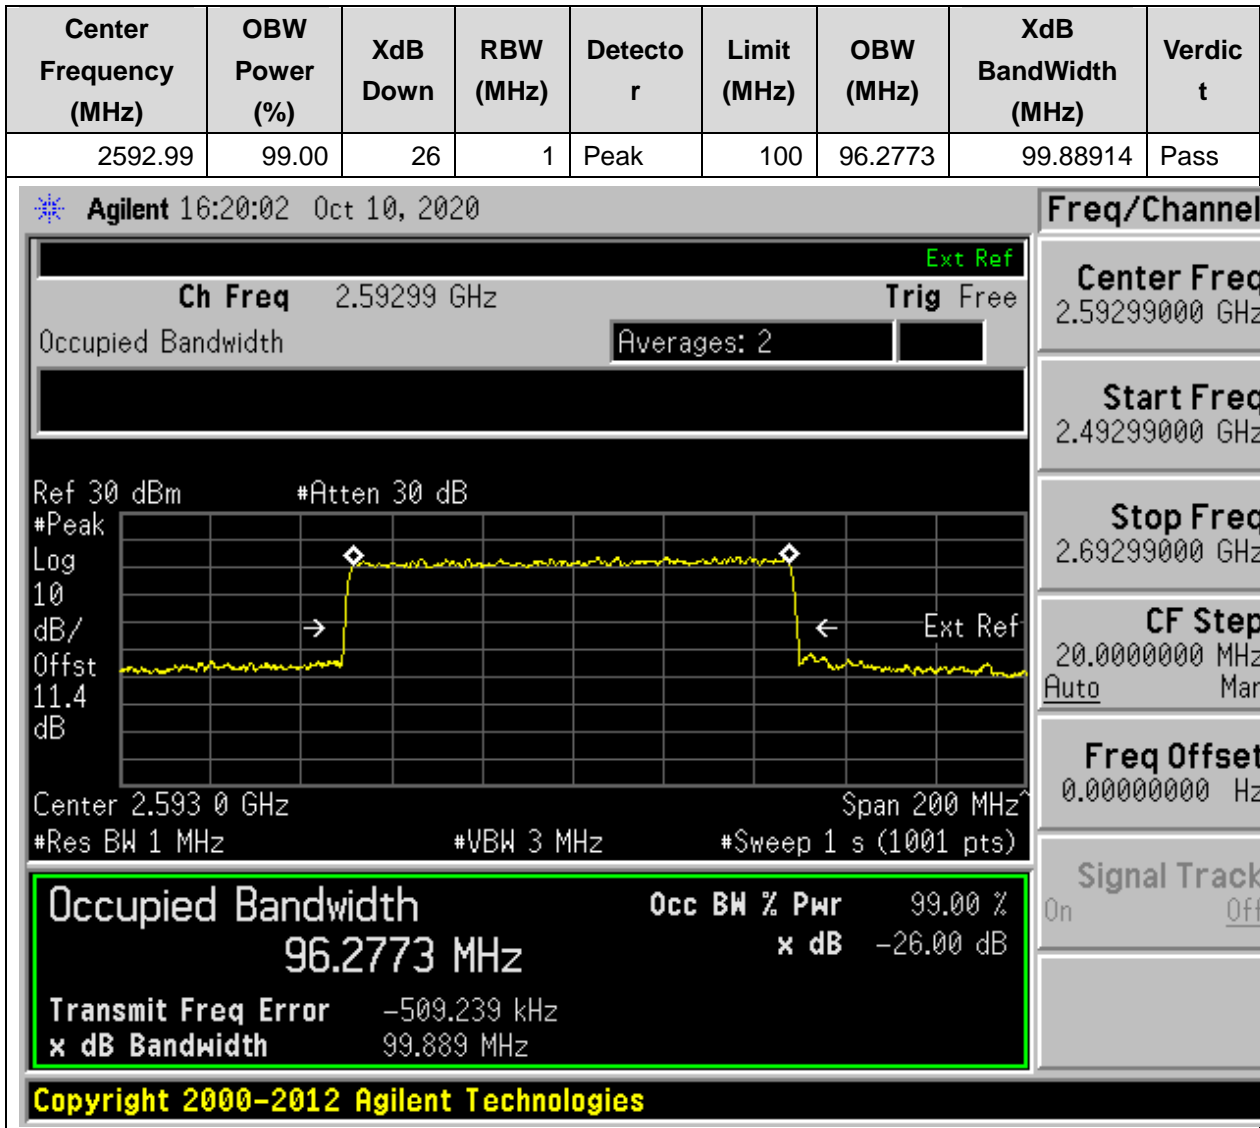 Center Frequency (MHz) OBW Power (%) XdB Down RBW (MHz) Detecto r Limit (MHz) OBW (MHz) XdB BandWidth (MHz) Verdic t
2592.99 99.00 26 1 Peak 100 96.2773 99.88914 Pass
Agilent 16:20:02 Oct 10, 2020
Freq/Channel
Ext Ref
Ch Freq 2.59299 GHz Trig Free
Occupied Bandwidth Averages: 2
Ref 30 dBm #Atten 30 dB
#Peak
Log
10
dB/
Offst
11.4
dB
Ext Ref
Center 2.593 0 GHz Span 200 MHz^
#Res BW 1 MHz #VBW 3 MHz #Sweep 1 s (1001 pts)
Occupied Bandwidth Occ BW % Pwr 99.00 %
96.2773 MHz x dB -26.00 dB
Transmit Freq Error -509.239 kHz
x dB Bandwidth 99.889 MHz
Center Freq
2.59299000 GHz
Start Freq
2.49299000 GHz
Stop Freq
2.69299000 GHz
CF Step
20.0000000 MHz
Auto Man
Freq Offset
0.00000000 Hz
Signal Track
On Off
Copyright 2000-2012 Agilent Technologies